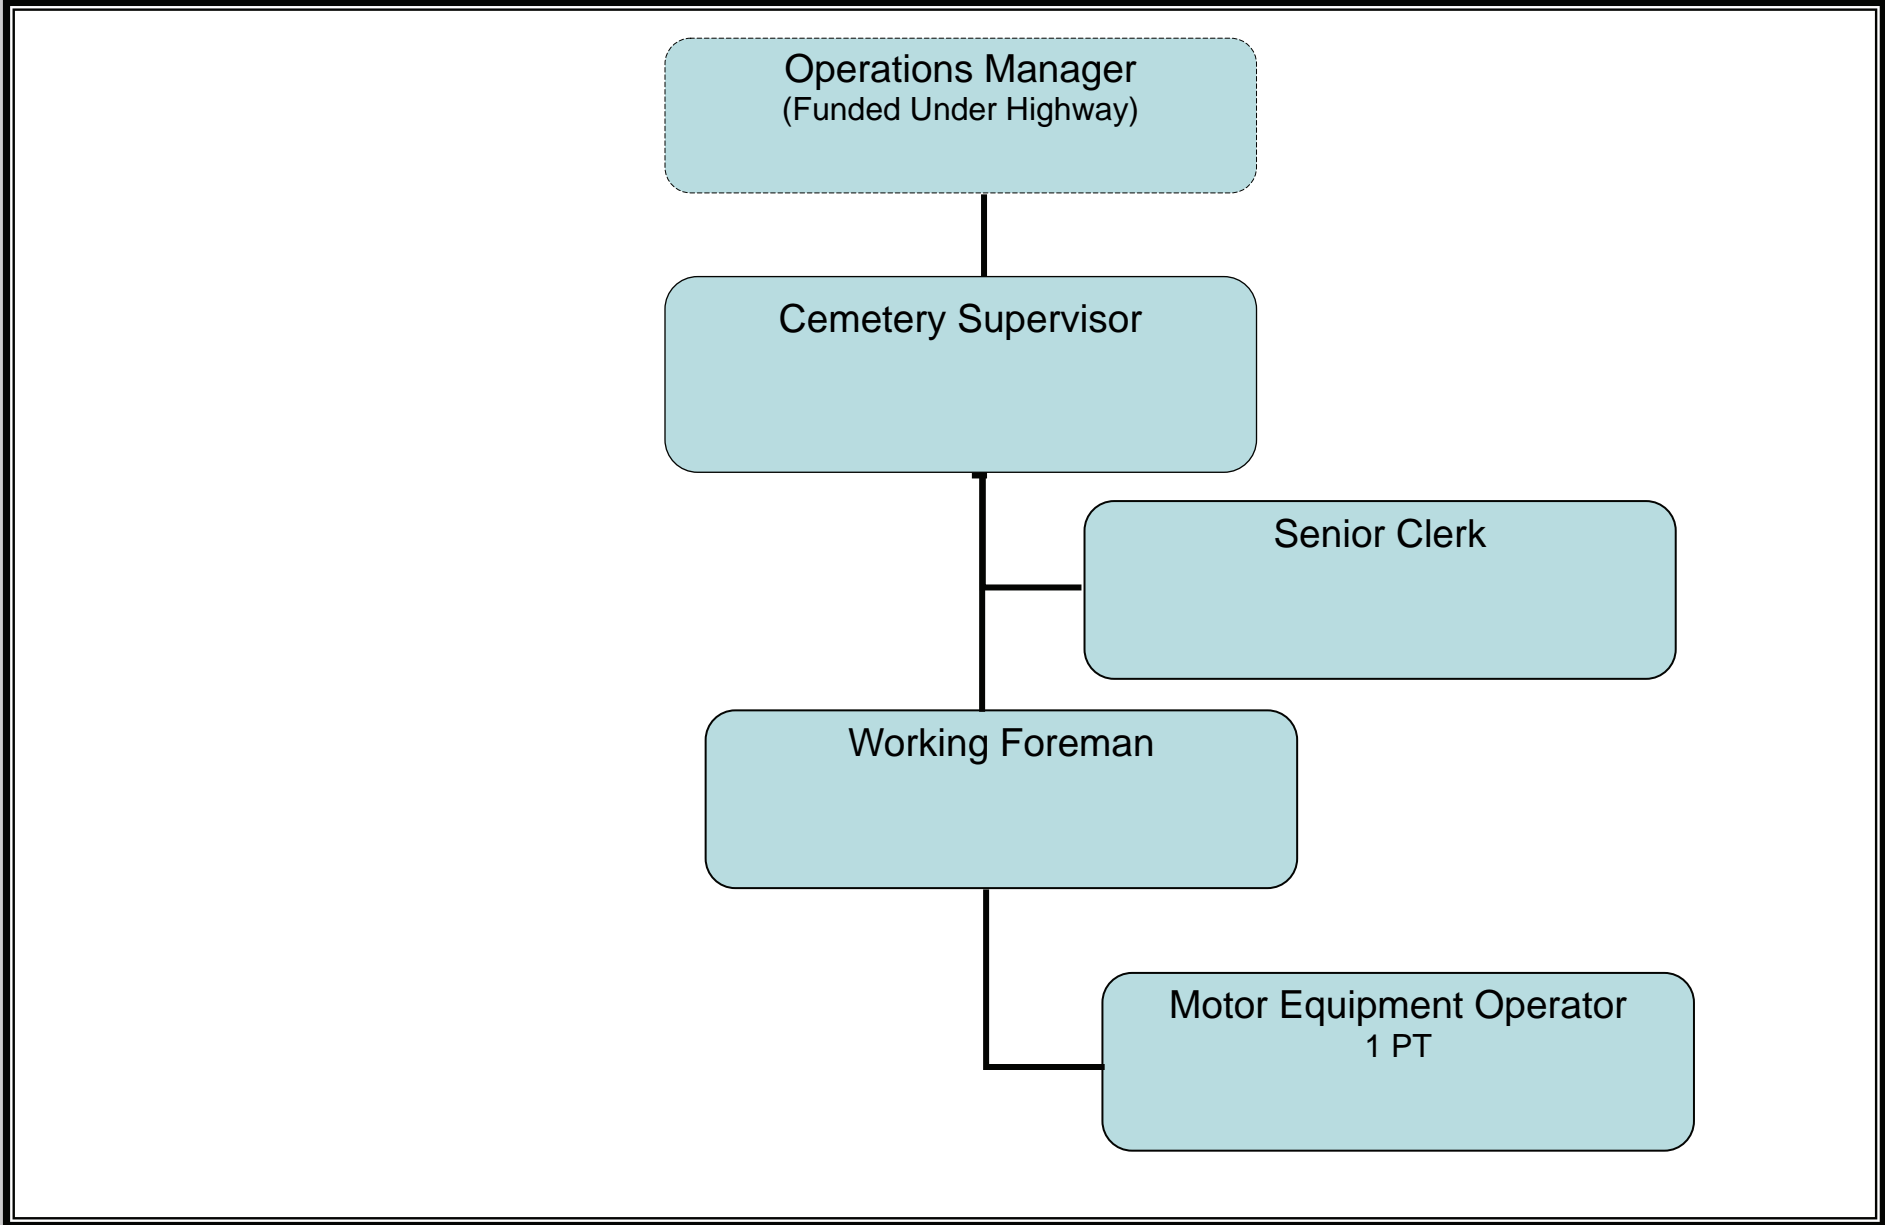 Operations Manager
(Funded Under Highway)
Cemetery Supervisor
Senior Clerk
Working Foreman
Motor Equipment Operator
1 PT